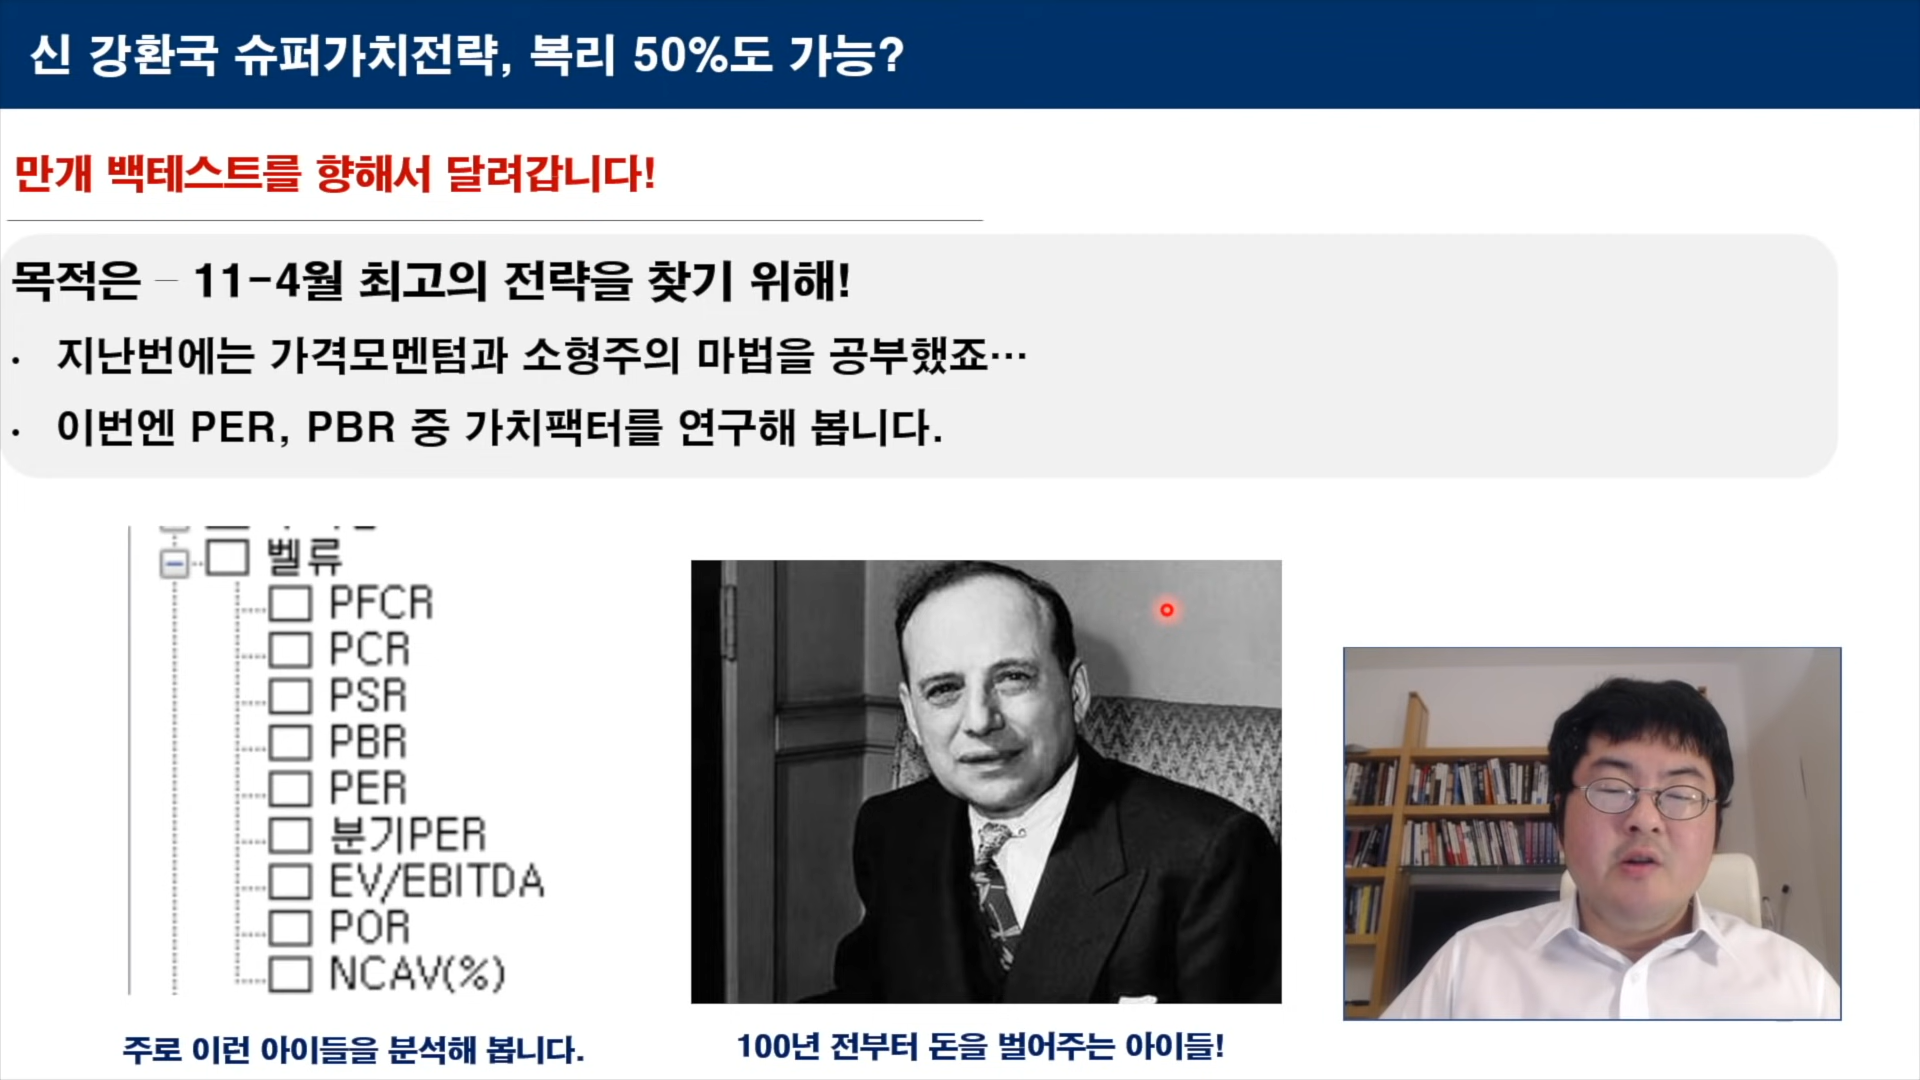 신 강환국 슈퍼가치전략, 복리 50%도 가능?
만개 백테스트를 향해서 달려갑니다!
목적은 – 11-4월 최고의 전략을 찾기 위해!
· 지난번에는 가격모멘텀과 소형주의 마법을 공부했죠…
· 이번엔 PER, PBR 중 가치팩터를 연구해 봅니다.
벨류
PFCR
PCR
PSR
PBR
PER
분기PER
EV/EBITDA
POR
NCAV(%)
주로 이런 아이들을 분석해 봅니다.
100년 전부터 돈을 벌어주는 아이들!